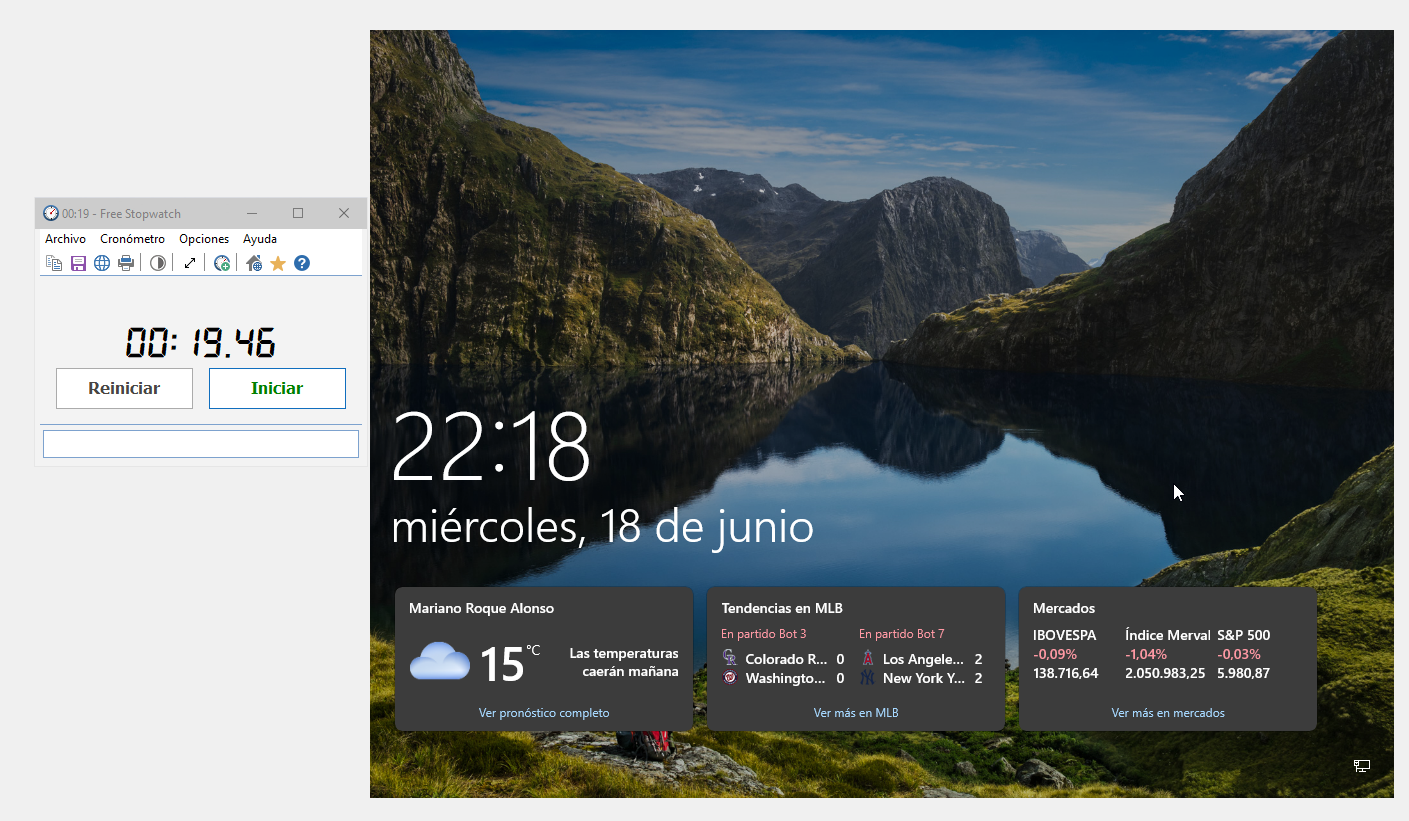 00:19 - Free Stopwatch
Archivo Cronómetro Opciones Ayuda
00:19.46
Reiniciar Iniciar
22:18
miércoles, 18 de junio
Mariano Roque Alonso
15 °C
Las temperaturas
caerán mañana
Ver pronóstico completo
Tendencias en MLB
En partido Bot 3
Colorado R... 0
Washingto... 0
En partido Bot 7
Los Angele... 2
New York Y... 2
Ver más en MLB
Mercados
IBOVESPA Índice Merval S&P 500
-0,09% -1,04% -0,03%
138.716,64 2.050.983,25 5.980,87
Ver más en mercados